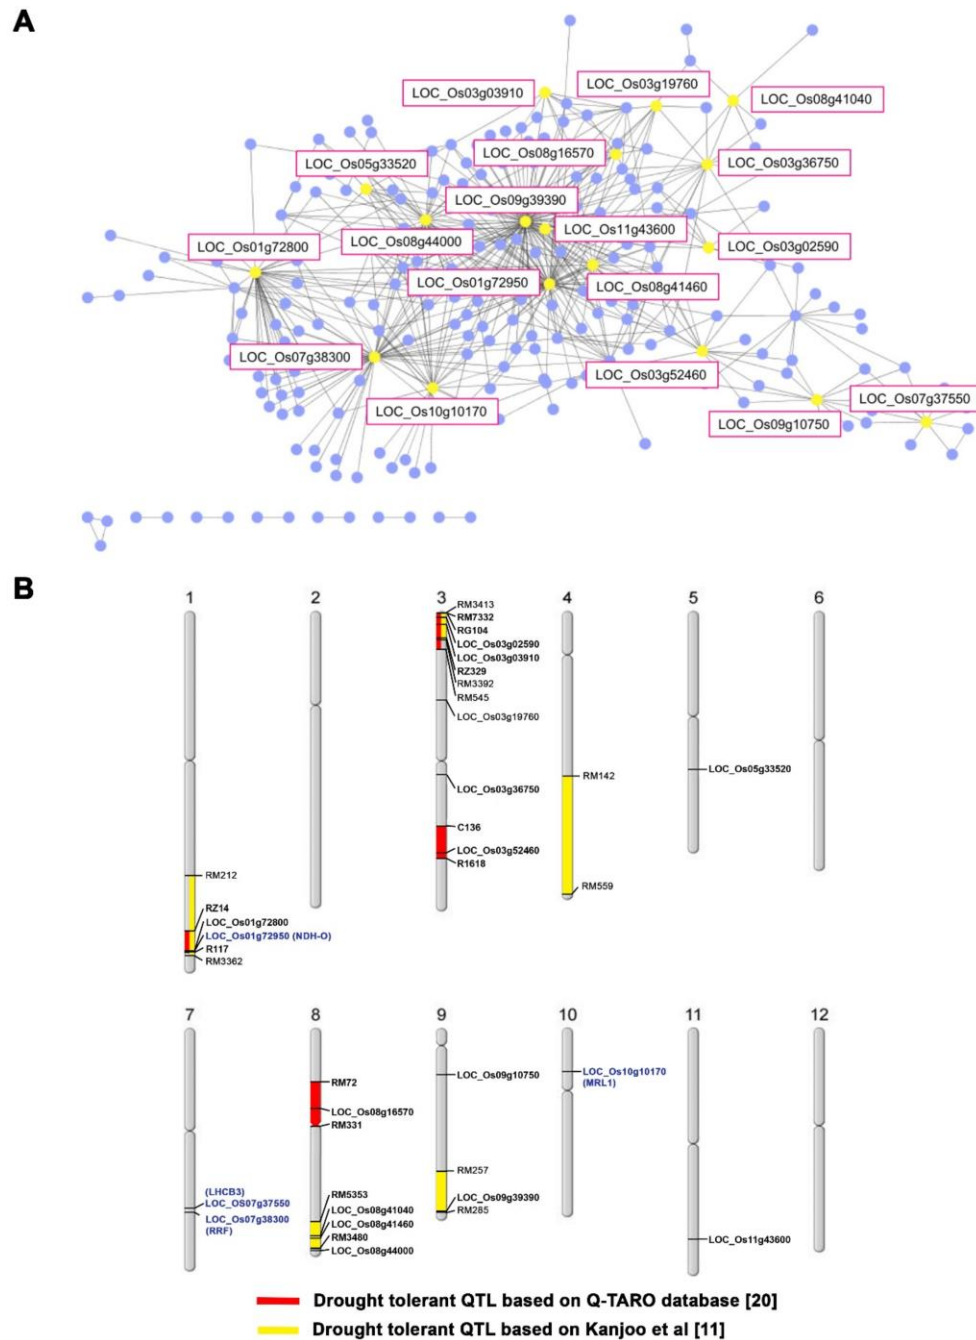 A
LOC_Os03g03910
LOC_Os03g19760
LOC_Os08g41040
LOC_Os05g33520
LOC_Os08g16570
LOC_Os03g36750
LOC_Os09g39390
LOC_Os01g72800
LOC_Os08g44000
LOC_Os11g43600
LOC_Os03g02590
LOC_Os01g72950
LOC_Os08g41460
LOC_Os07g38300
LOC_Os03g52460
LOC_Os10g10170
LOC_Os09g10750
LOC_Os07g37550
B
1
2
3
4
5
6
RM212
RZ14
LOC_Os01g72800
LOC_Os01g72950 (NDH-O)
R117
RM3362
RM3413
RM7332
RG104
LOC_Os03g02590
LOC_Os03g03910
RZ329
RM3392
RM545
LOC_Os03g19760
LOC_Os03g36750
C136
LOC_Os03g52460
R1618
RM142
RM559
LOC_Os05g33520
7
8
9
10
11
12
(LHCB3)
LOC_OS07g37550
LOC_Os07g38300
(RRF)
RM72
LOC_Os08g16570
RM331
RM5353
LOC_Os08g41040
LOC_Os08g41460
RM3480
LOC_Os08g44000
LOC_Os09g10750
RM257
LOC_Os09g39390
RM285
LOC_Os10g10170
(MRL1)
LOC_Os11g43600
Drought tolerant QTL based on Q-TARO database [20]
Drought tolerant QTL based on Kanjoo et al [11]